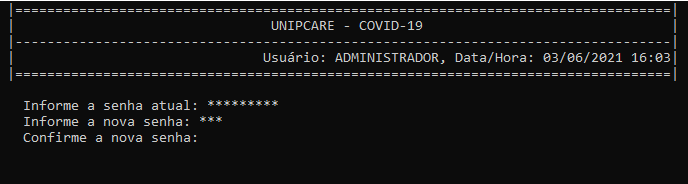 |==================================================================================|
UNIPCARE - COVID-19
|----------------------------------------------------------------------------------|
Usuário: ADMINISTRADOR, Data/Hora: 03/06/2021 16:03
|==================================================================================|
Informe a senha atual: *********
Informe a nova senha: ***
Confirme a nova senha: